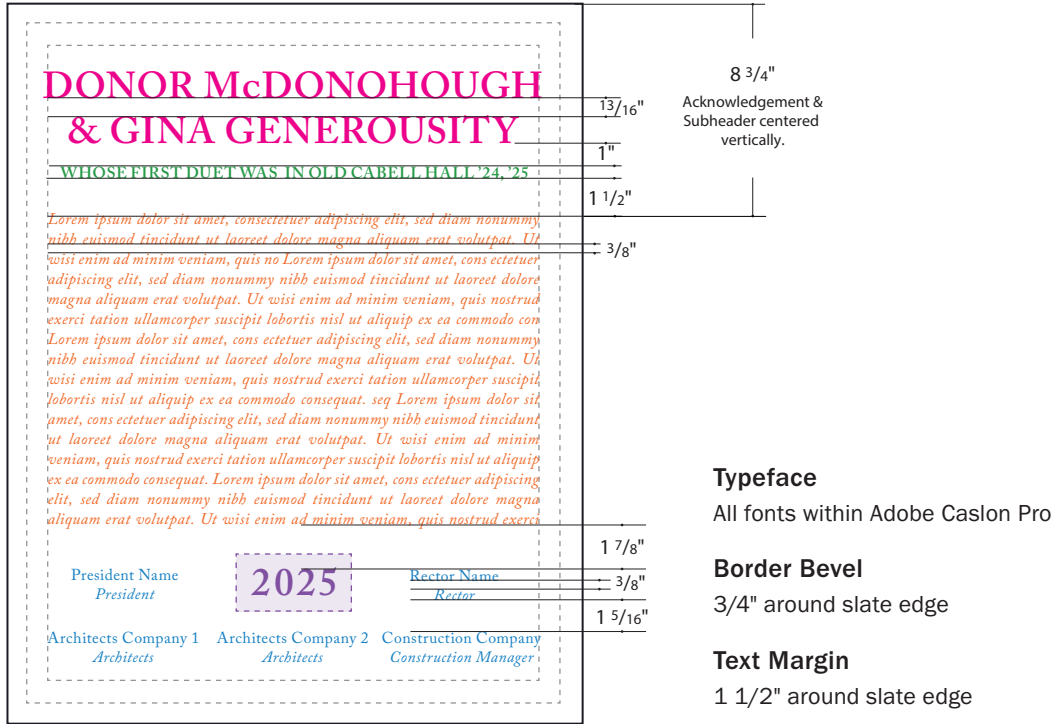 DONOR McDONOHOUGH
& GINA GENEROUSITY
WHOSE FIRST DUET WAS IN OLD CABELL HALL ’24, ’25
Lorem ipsum dolor sit amet, consectetuer adipiscing elit, sed diam nonummy
nibh euismod tincidunt ut laoreet dolore magna aliquam erat volutpat. Ut
wisi enim ad minim veniam, quis no Lorem ipsum dolor sit amet, cons ectetuer
adipiscing elit, sed diam nonummy nibh euismod tincidunt ut laoreet dolore
magna aliquam erat volutpat. Ut wisi enim ad minim veniam, quis nostrud
exerci tation ullamcorper suscipit lobortis nisl ut aliquip ex ea commodo con
Lorem ipsum dolor sit amet, cons ectetuer adipiscing elit, sed diam nonummy
nibh euismod tincidunt ut laoreet dolore magna aliquam erat volutpat. Ut
wisi enim ad minim veniam, quis nostrud exerci tation ullamcorper suscipit
lobortis nisl ut aliquip ex ea commodo consequat. seq Lorem ipsum dolor sit
amet, cons ectetuer adipiscing elit, sed diam nonummy nibh euismod tincidunt
ut laoreet dolore magna aliquam erat volutpat. Ut wisi enim ad minim
veniam, quis nostrud exerci tation ullamcorper suscipit lobortis nisl ut aliquip
ex ea commodo consequat. Lorem ipsum dolor sit amet, cons ectetuer adipiscing
elit, sed diam nonummy nibh euismod tincidunt ut laoreet dolore magna
aliquam erat volutpat. Ut wisi enim ad minim veniam, quis nostrud exerci
President Name
President
2025
Rector Name
Rector
Architects Company 1
Architects
Architects Company 2
Architects
Construction Company
Construction Manager
13/16"
1"
1 1/2"
3/8"
1 7/8"
3/8"
1 5/16"
8 3/4"
Acknowledgement &
Subheader centered
vertically.
Typeface
All fonts within Adobe Caslon Pro
Border Bevel
3/4" around slate edge
Text Margin
1 1/2" around slate edge